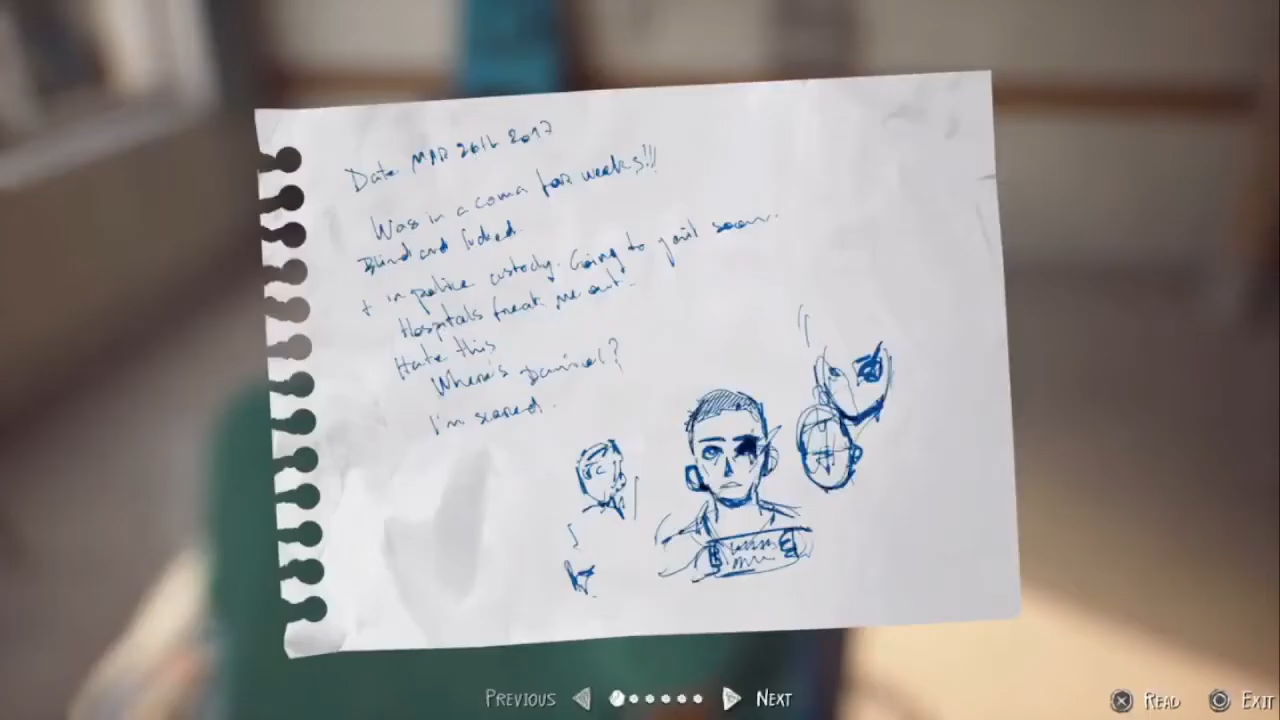 Date MAR 26th 2017
Was in a coma for weeks!!!
Blind and fucked.
+ in police custody. Going to jail soon.
Hospitals freak me out.
Hate this
Where's Daniel?
I'm scared.
PREVIOUS NEXT
READ EXIT